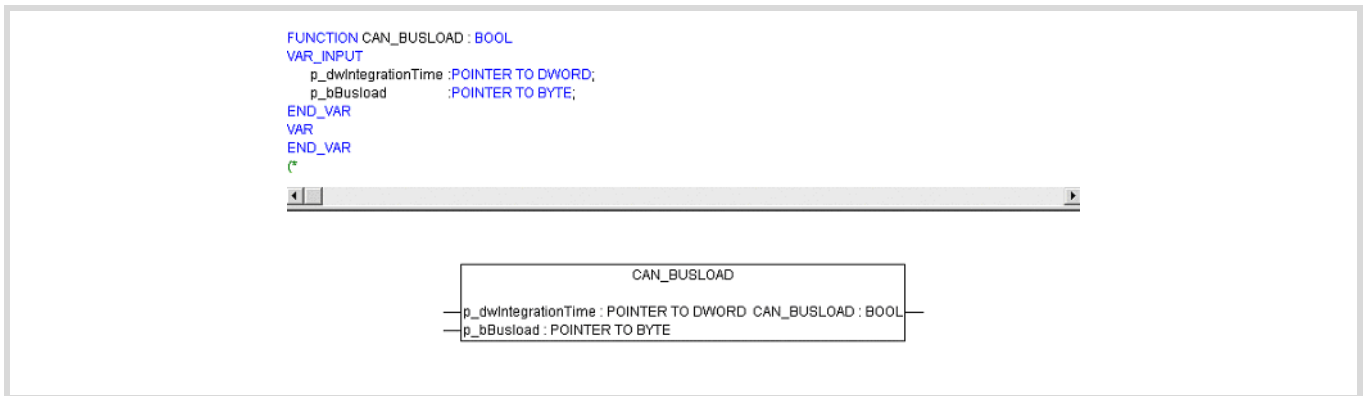 FUNCTION CAN_BUSLOAD : BOOL
VAR_INPUT
p_dwIntegrationTime :POINTER TO DWORD;
p_bBusload :POINTER TO BYTE;
END_VAR
VAR
END_VAR
(*
CAN_BUSLOAD
p_dwIntegrationTime : POINTER TO DWORD CAN_BUSLOAD : BOOL
p_bBusload : POINTER TO BYTE